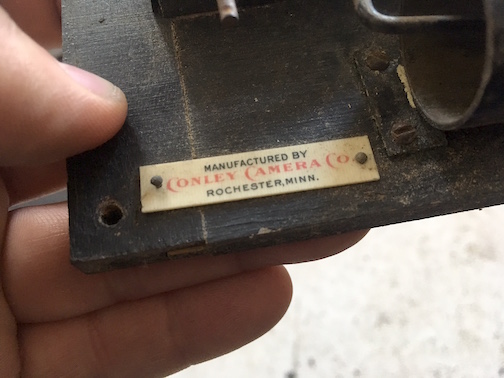 MANUFACTURED BY
CONLEY CAMERA CO.
ROCHESTER, MINN.